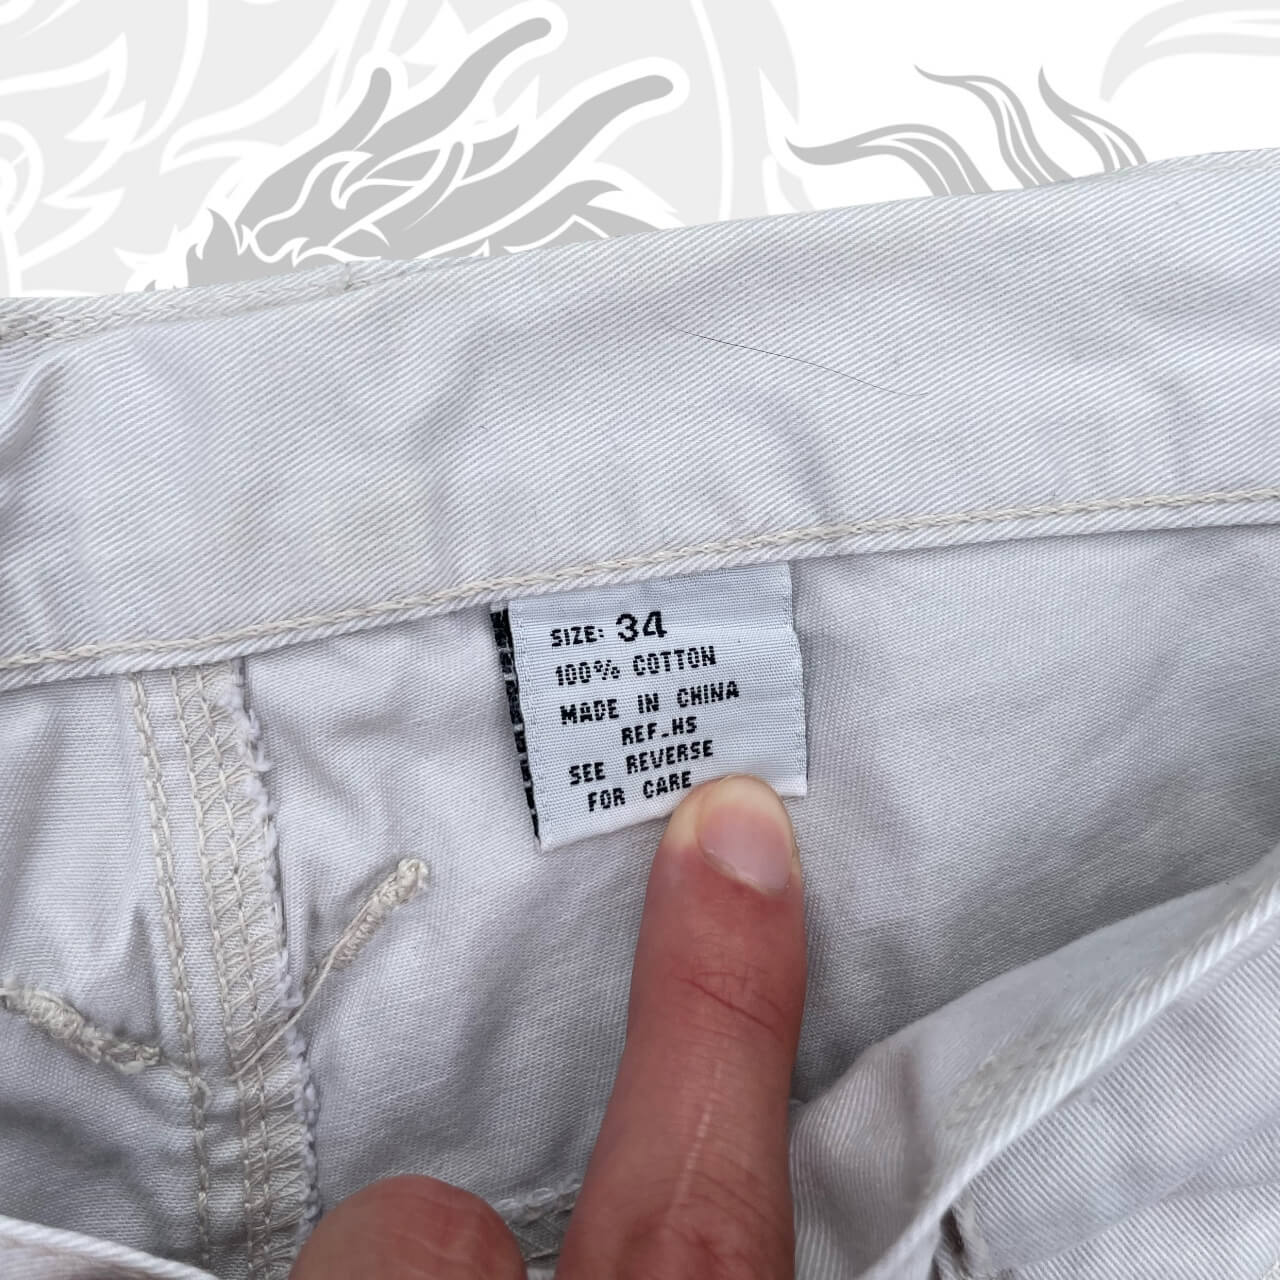 SIZE: 34
100% COTTON
MADE IN CHINA
REF-HS
SEE REVERSE
FOR CARE